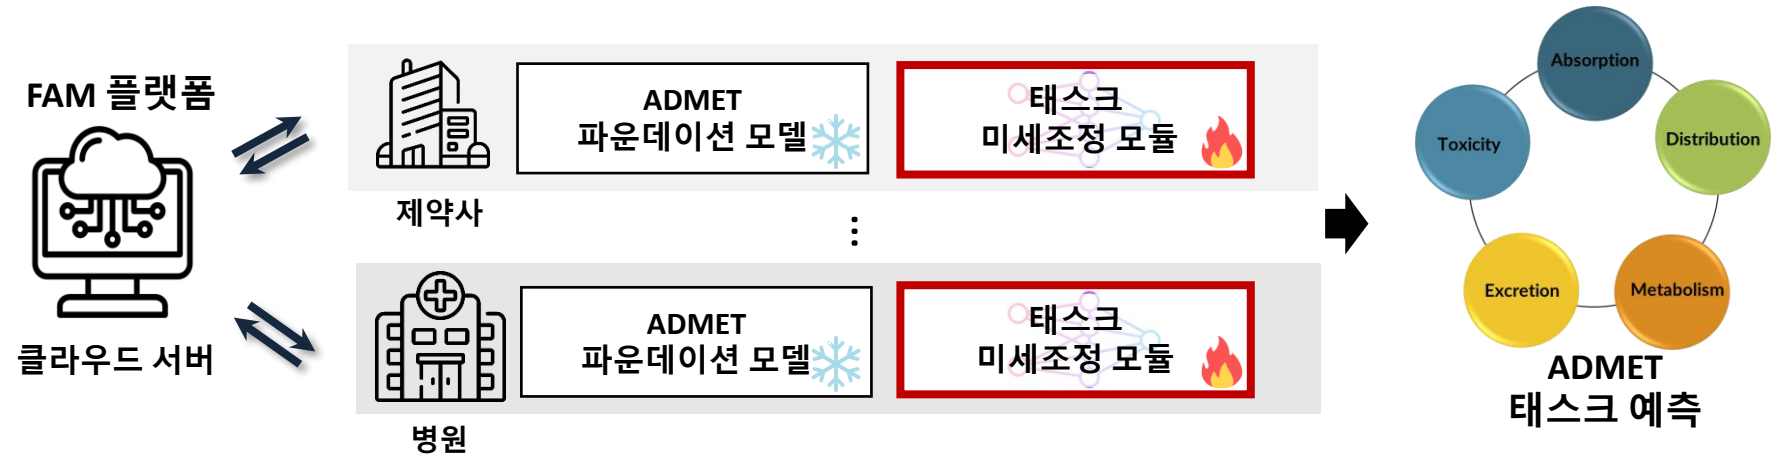 FAM 플랫폼
클라우드 서버
ADMET
파운데이션 모델
태스크
미세조정 모듈
제약사
ADMET
파운데이션 모델
태스크
미세조정 모듈
병원
Absorption
Toxicity
Distribution
Excretion
Metabolism
ADMET
태스크 예측